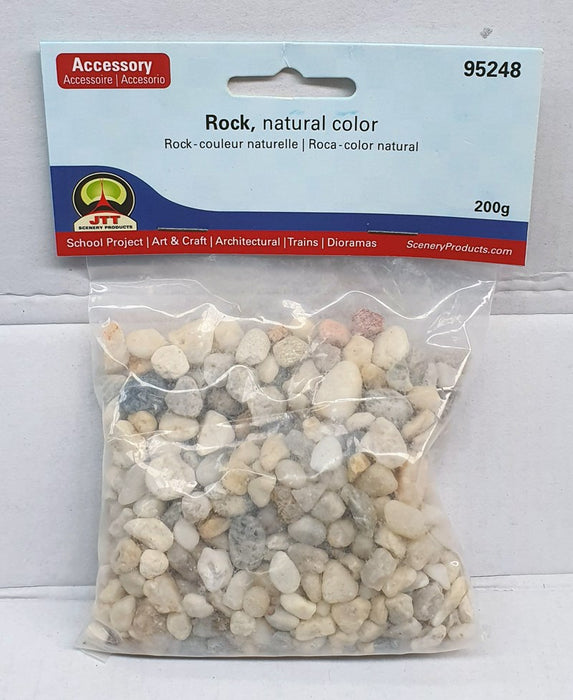 Accessory
Accessoire | Accesorio
95248
Rock, natural color
Rock-couleur naturelle | Roca-color natural
200g
JTT
SCENERY PRODUCTS
School Project | Art & Craft | Architectural | Trains | Dioramas
SceneryProducts.com